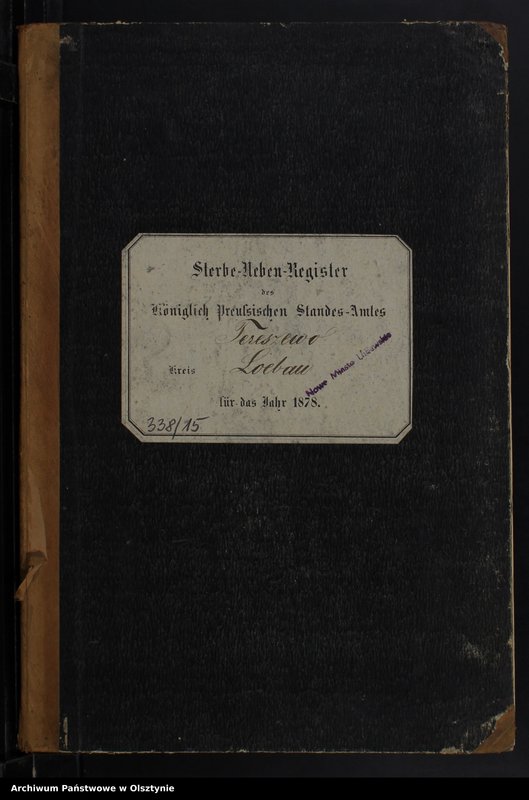 Sterbe-Neben-Register
des
Königlich Preußischen Standes-Amtes
Tereszewo
Kreis Loebau
für das Jahr 1878.
Nowe Miasto Lubawskie
338/15
Archiwum Państwowe w Olsztynie